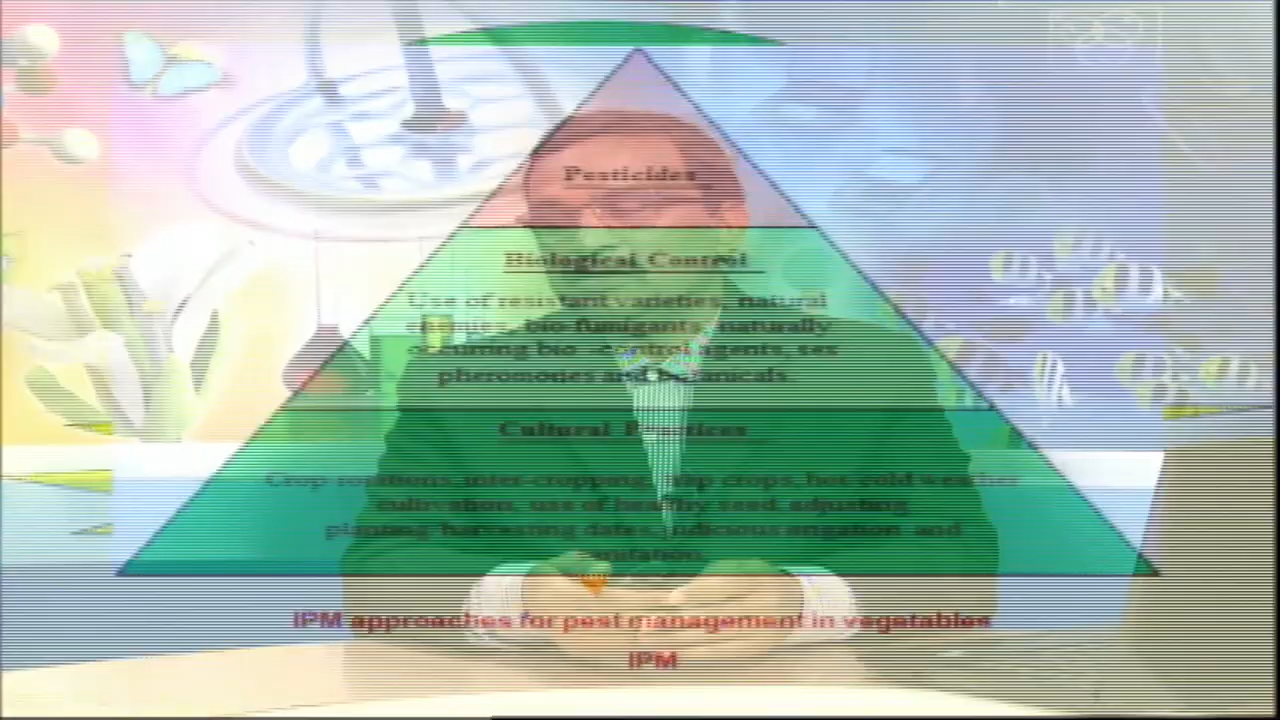 Pesticides
Biological Control
Use of resistant varieties, natural
enemies, bio-fumigants, naturally
occurring bio-control agents, sex
pheromones and botanicals.
Cultural Practices
Crop rotations, inter-cropping, trap crops, hot cold weather
cultivation, use of healthy seed, adjusting
planting harvesting dates, judicious irrigation and
sanitation.
IPM approaches for pest management in vegetables
IPM